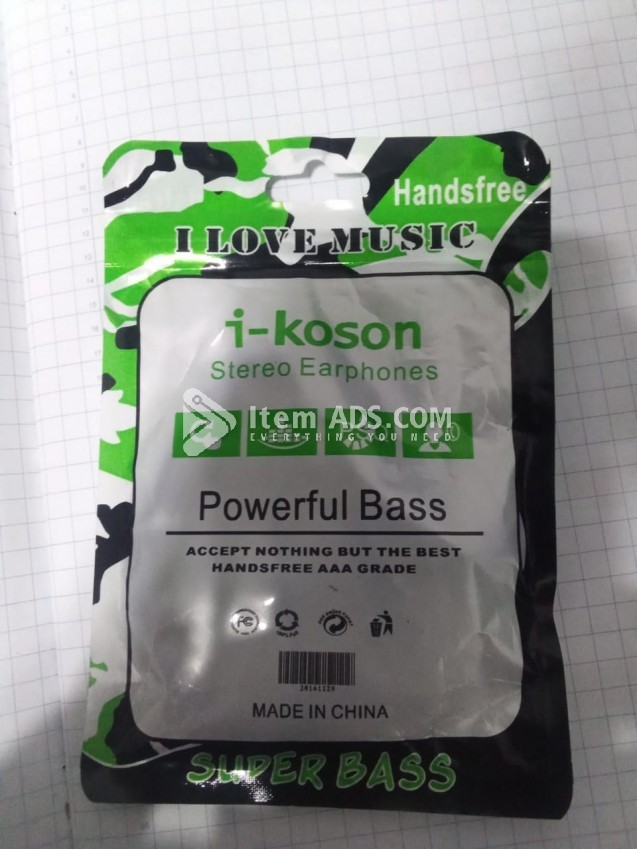 Handsfree
I LOVE MUSIC
i-koson
Stereo Earphones
Item ADS.COM
EVERYTHING YOU NEED
Powerful Bass
ACCEPT NOTHING BUT THE BEST
HANDSFREE AAA GRADE
MADE IN CHINA
SUPER BASS